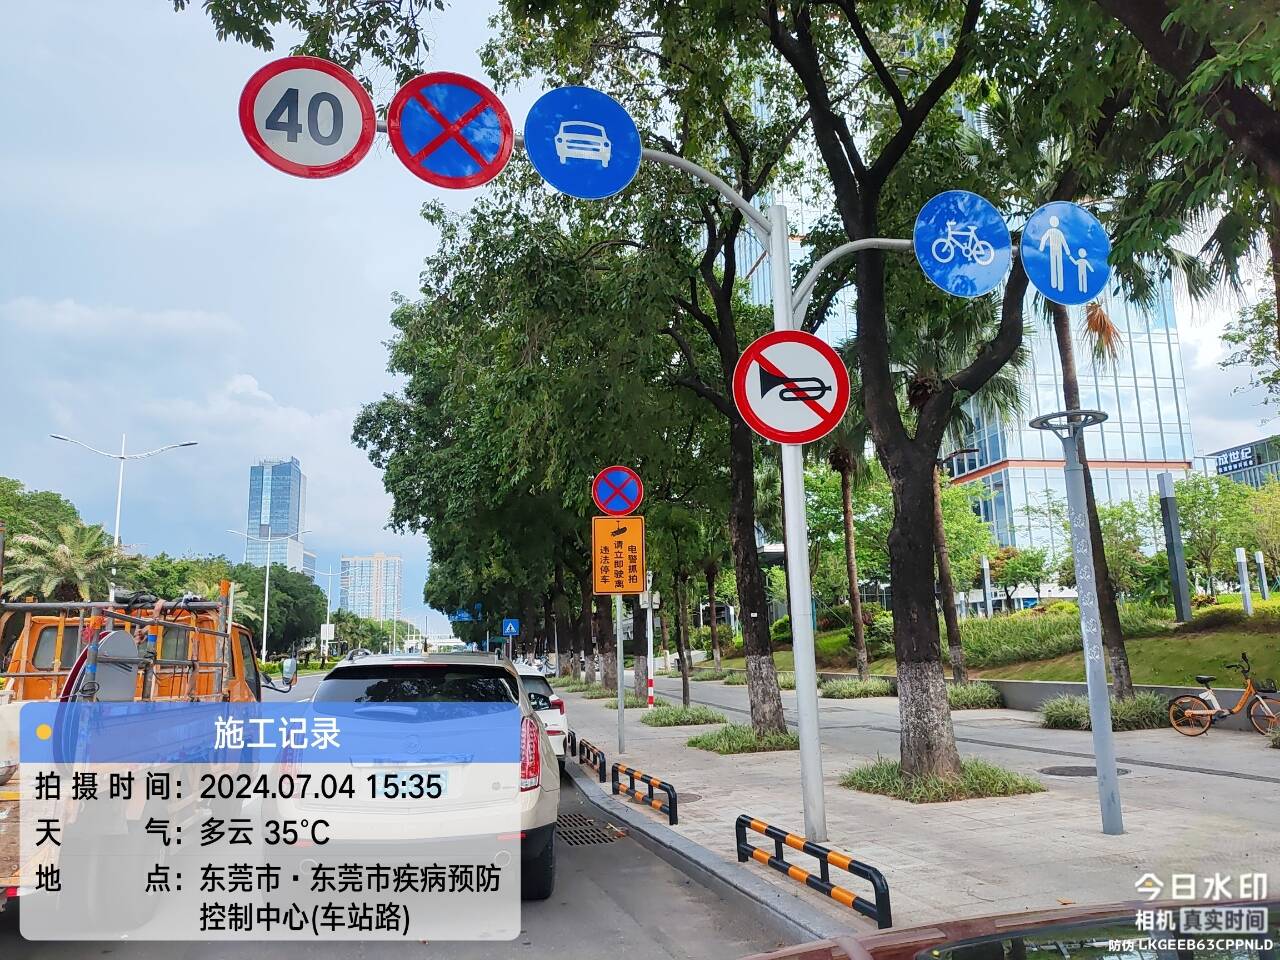 40
违法停车
请立即驶离
电警抓拍
成世纪
施工记录
拍摄时间：2024.07.04 15:35
天气：多云 35°C
地点：东莞市·东莞市疾病预防
控制中心(车站路)
今日水印
相机 真实时间
防伪 LKGEEB63CPPNLD